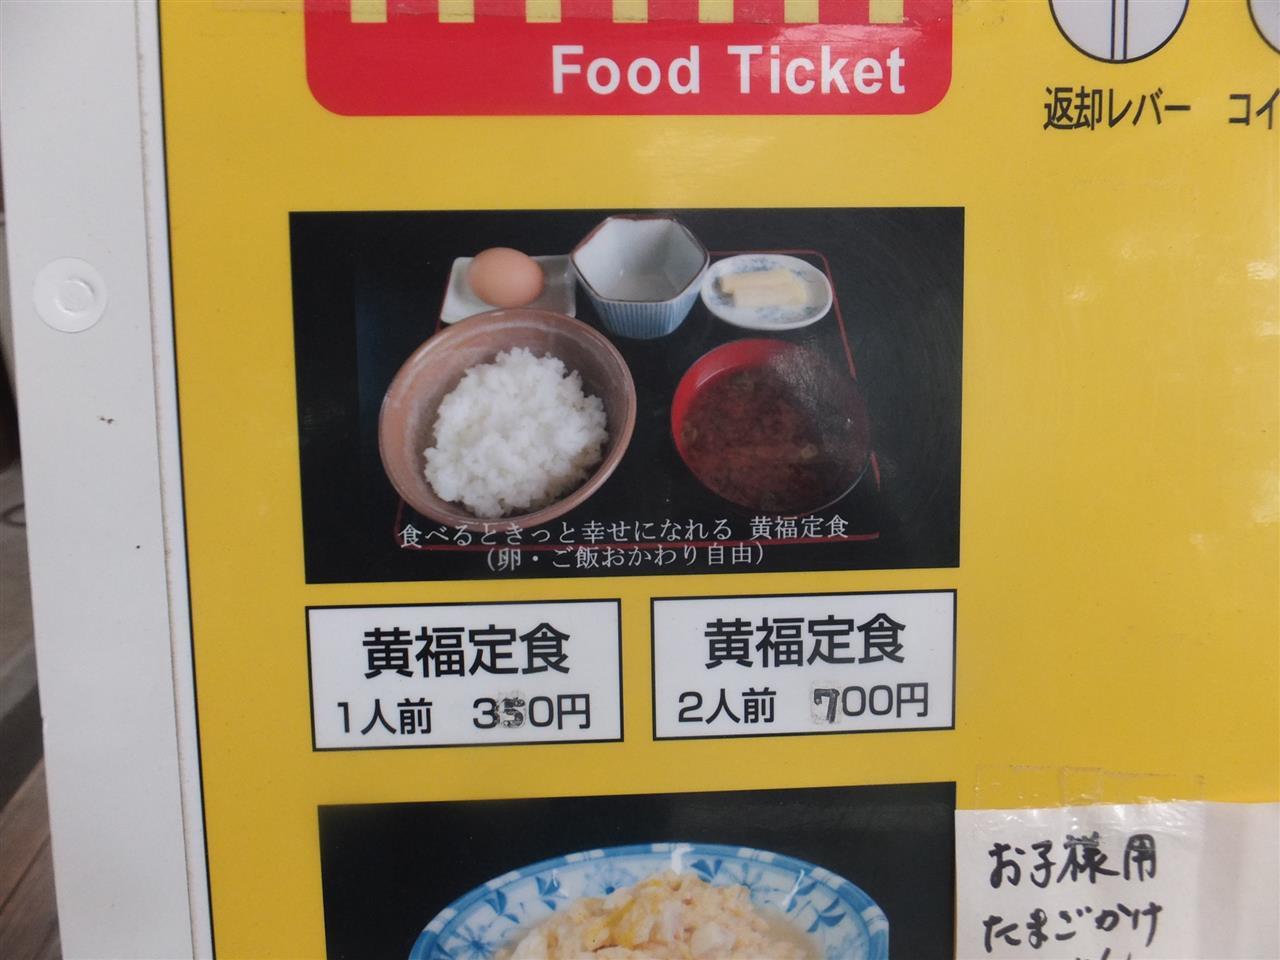 Food Ticket
返却レバー
コイ
食べるときっと幸せになれる 黄福定食
(卵・ご飯おかわり自由)
黄福定食
1人前 350円
黄福定食
2人前 700円
お子様用
たまごかけ